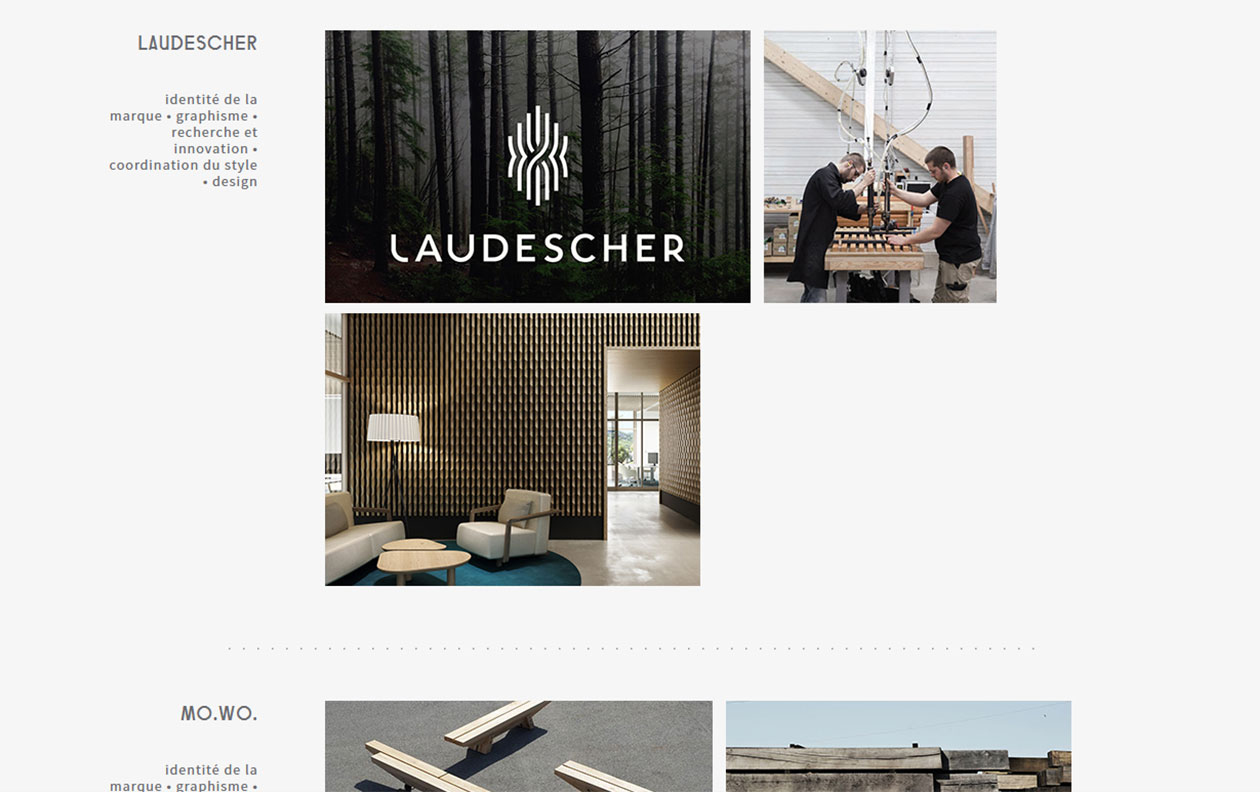 LAUDESCHER
identité de la
marque • graphisme •
recherche et
innovation •
coordination du style
• design
LAUDESCHER
MO.WO.
identité de la
marque • graphisme •